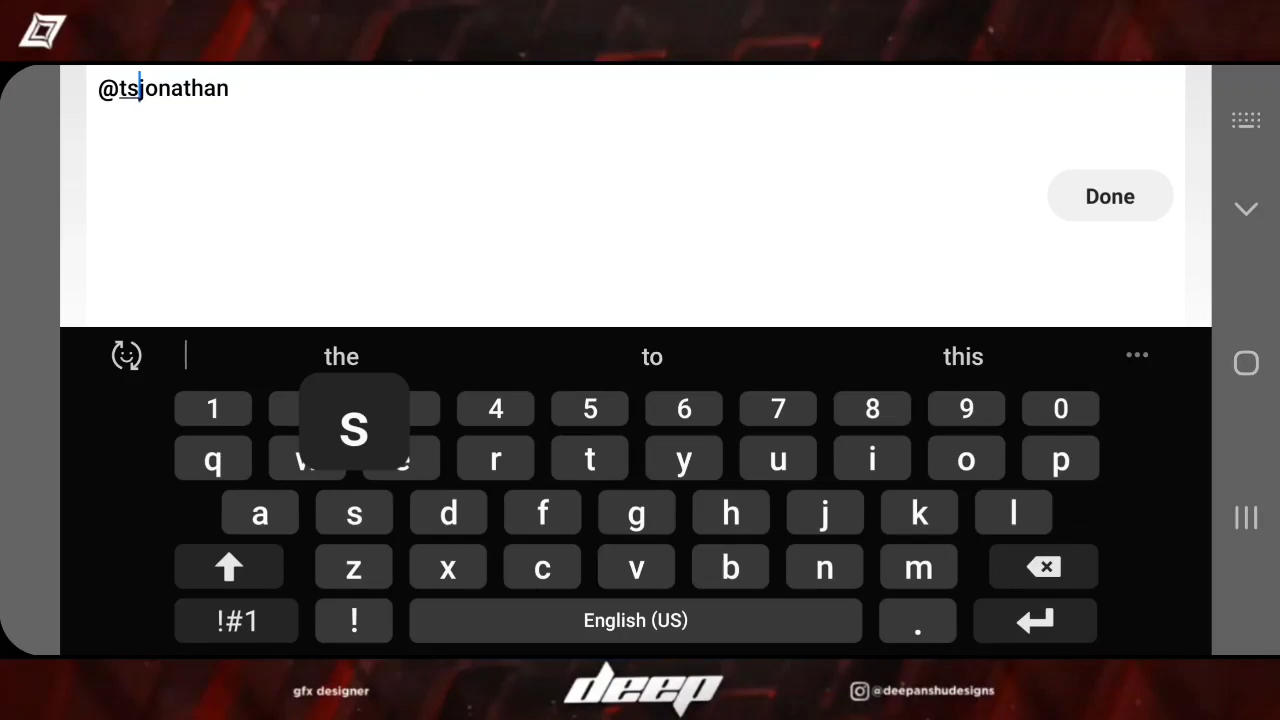 @tsjonathan
Done
the to this
s
1 4 5 6 7 8 9 0
q w e r t y u i o p
a s d f g h j k l
z x c v b n m
!#1 ! English (US) .
gfx designer deep @deepanshudesigns